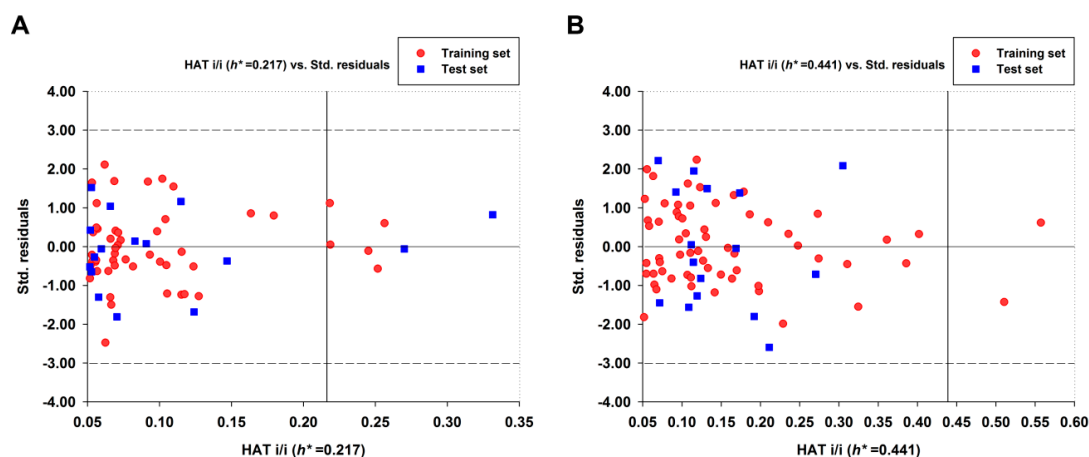 A
HAT i/i (h*=0.217) vs. Std. residuals
Training set
Test set
4.00
3.00
2.00
1.00
0.00
-1.00
-2.00
-3.00
-4.00
Std. residuals
0.05 0.10 0.15 0.20 0.25 0.30 0.35
HAT i/i (h*=0.217)
B
HAT i/i (h*=0.441) vs. Std. residuals
Training set
Test set
4.00
3.00
2.00
1.00
0.00
-1.00
-2.00
-3.00
-4.00
Std. residuals
0.05 0.10 0.15 0.20 0.25 0.30 0.35 0.40 0.45 0.50 0.55 0.60
HAT i/i (h*=0.441)